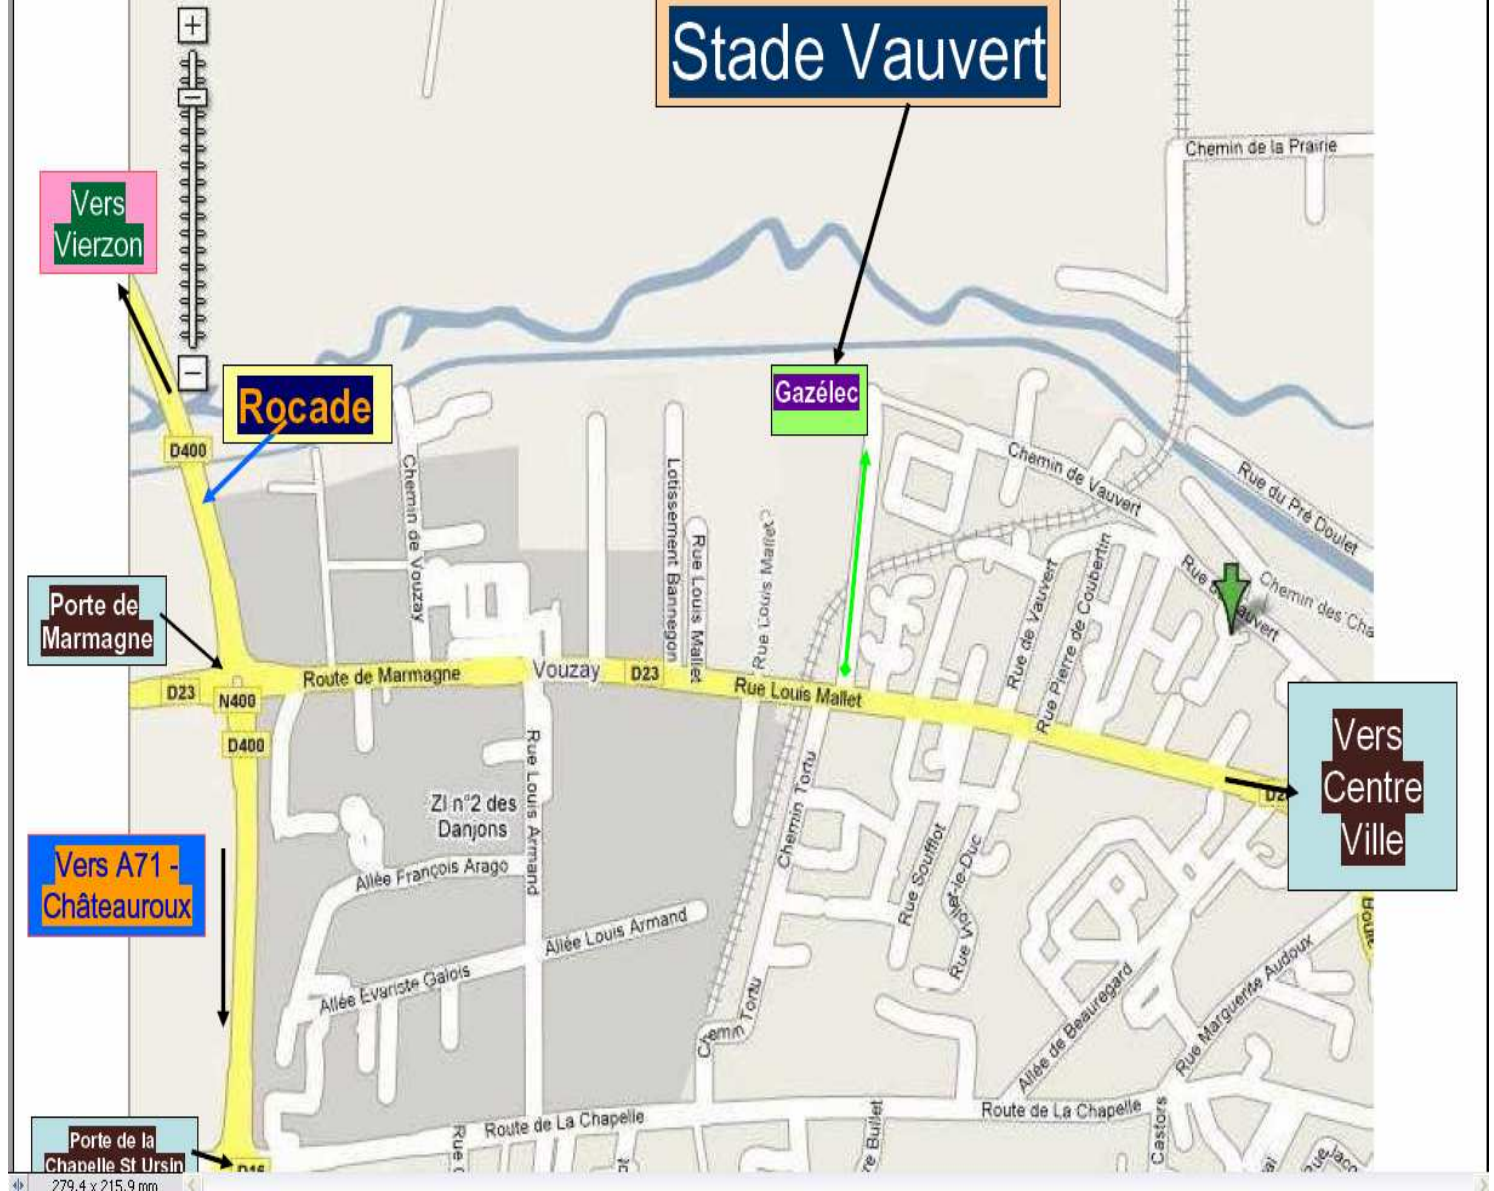 Stade Vauvert
Chemin de la Prairie
Vers
Vierzon
Rocade
Gazélec
D400
Chemin de Vouzay
Lotissement Bannegon
Rue Louis Mallet
Rue Louis Mallet
Chemin de Vauvert
Rue du Pré Doulet
Chemin des Cha
Rue de Vauvert
Rue Pierre de Coubertin
Porte de
Marmagne
D23
N400
Route de Marmagne
Vouzay
D23
Rue Louis Mallet
D400
Vers
Centre
Ville
Rue Louis Armand
ZI n°2 des
Danjons
Chemin Tortu
Rue Soufflot
Vers A71 -
Châteauroux
Allée François Arago
Allée Louis Armand
Allée Evariste Galois
Chemin Tortu
Allée de Beauregard
Rue Marguerite Audoux
Route de La Chapelle
Route de La Chapelle
Castors
Porte de la
Chapelle St Ursin
D16
279,4 x 215,9 mm